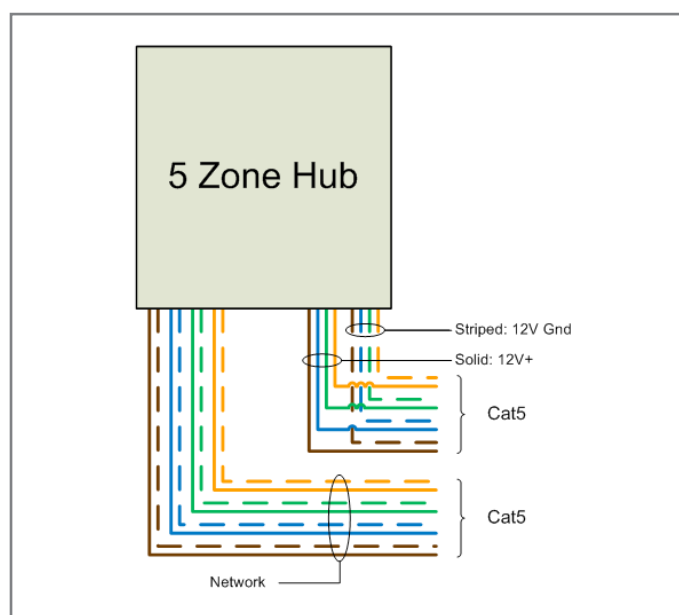 5 Zone Hub
Striped: 12V Gnd
Solid: 12V+
Cat5
Cat5
Network